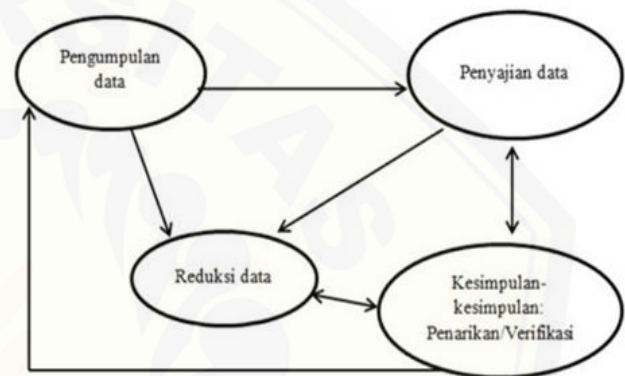 Pengumpulan
data
Penyajian data
Reduksi data
Kesimpulan-
kesimpulan:
Penarikan/Verifikasi